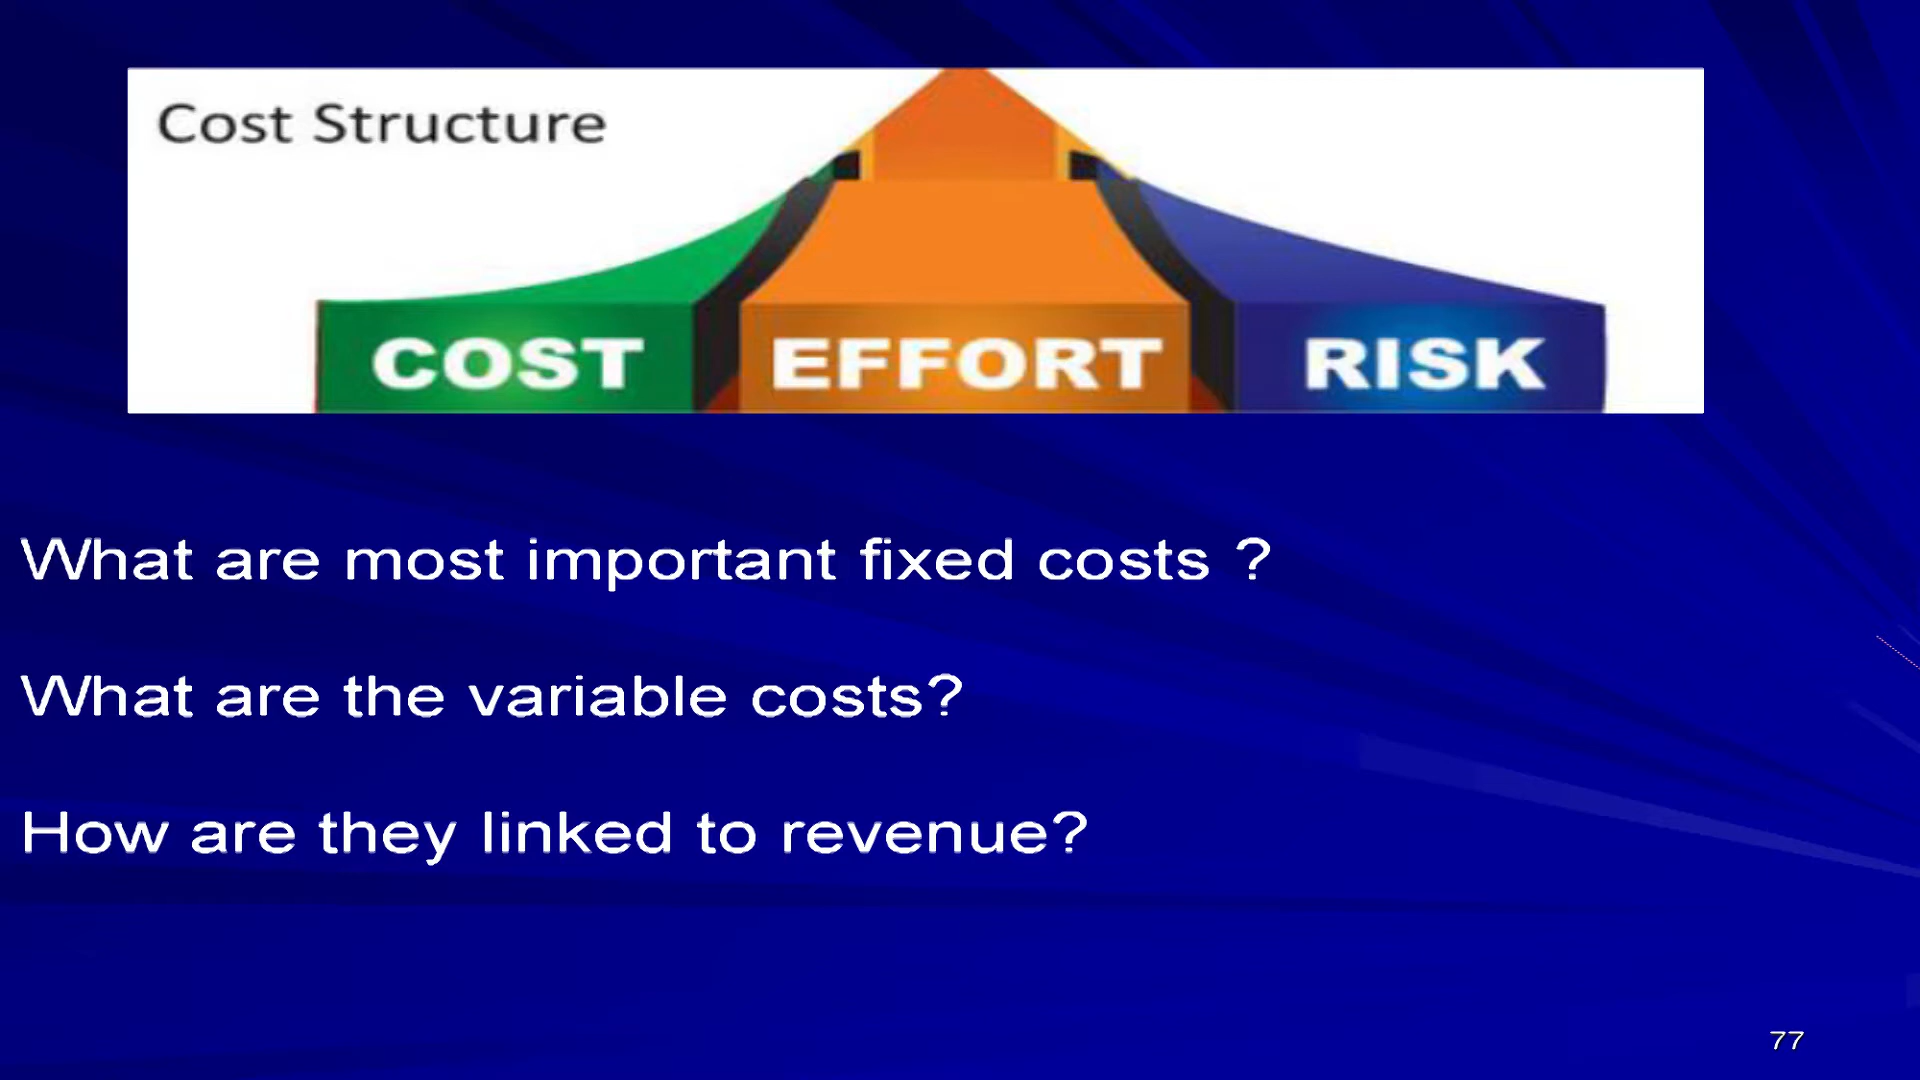 Cost Structure
COST EFFORT RISK
What are most important fixed costs ?
What are the variable costs?
How are they linked to revenue?
77